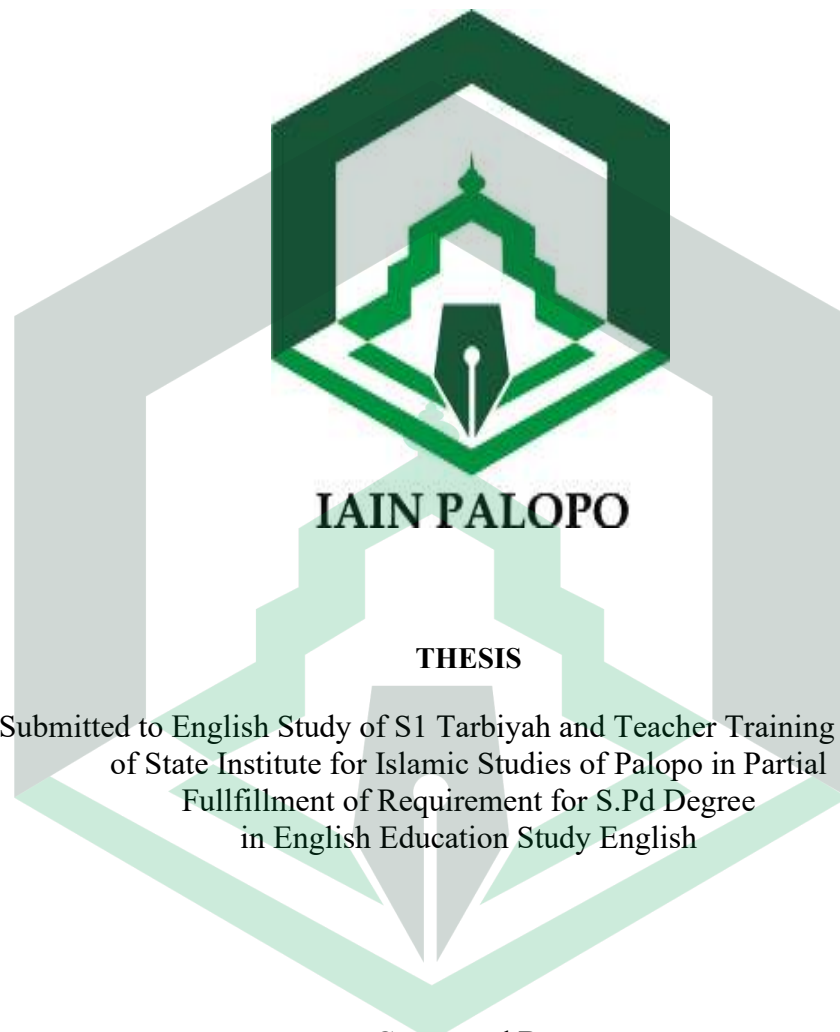 IAIN PALOPO
THESIS
Submitted to English Study of S1 Tarbiyah and Teacher Training
of State Institute for Islamic Studies of Palopo in Partial
Fullfillment of Requirement for S.Pd Degree
in English Education Study English